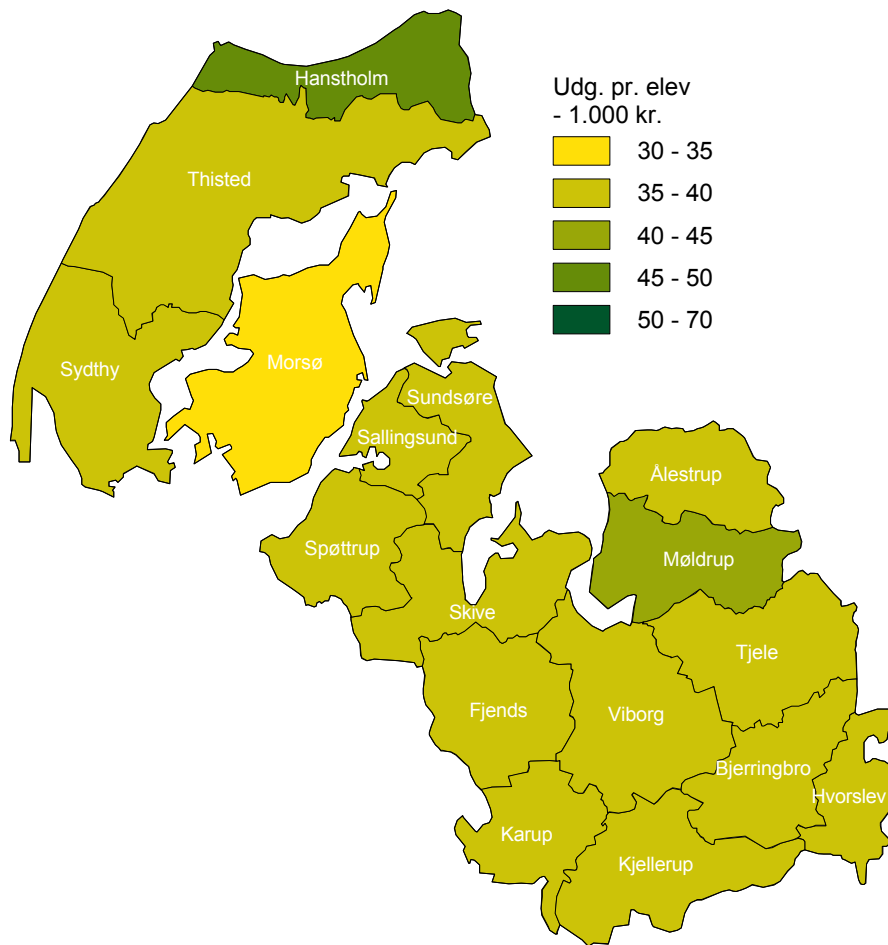 Hanstholm
Udg. pr. elev
- 1.000 kr.
30 - 35
35 - 40
40 - 45
45 - 50
50 - 70
Thisted
Sydthy
Morsø
Sundsøre
Sallingsund
Ålestrup
Spøttrup
Møldrup
Skive
Tjele
Fjends
Viborg
Bjerringbro
Hvorslev
Karup
Kjellerup